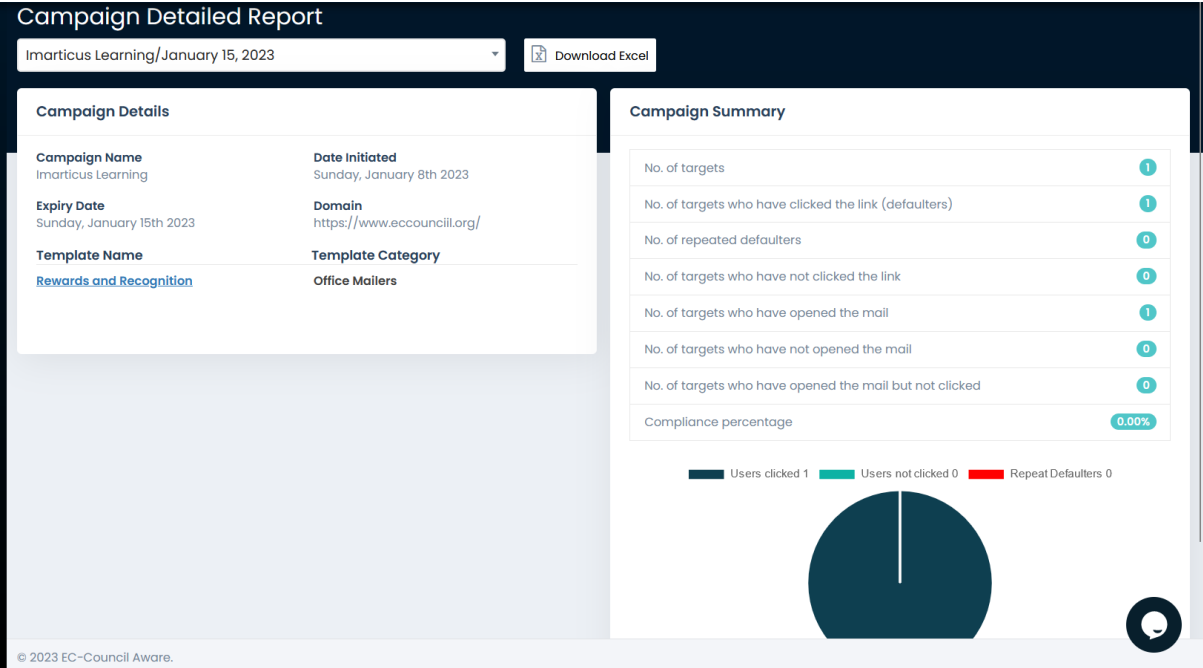 Campaign Detailed Report
Imarticus Learning/January 15, 2023
Download Excel
Campaign Details
Campaign Name Date Initiated
Imarticus Learning Sunday, January 8th 2023
Expiry Date Domain
Sunday, January 15th 2023 https://www.eccounciil.org/
Template Name Template Category
Rewards and Recognition Office Mailers
Campaign Summary
No. of targets 1
No. of targets who have clicked the link (defaulters) 1
No. of repeated defaulters 0
No. of targets who have not clicked the link 0
No. of targets who have opened the mail 1
No. of targets who have not opened the mail 0
No. of targets who have opened the mail but not clicked 0
Compliance percentage 0.00%
Users clicked 1 Users not clicked 0 Repeat Defaulters 0
© 2023 EC-Council Aware.